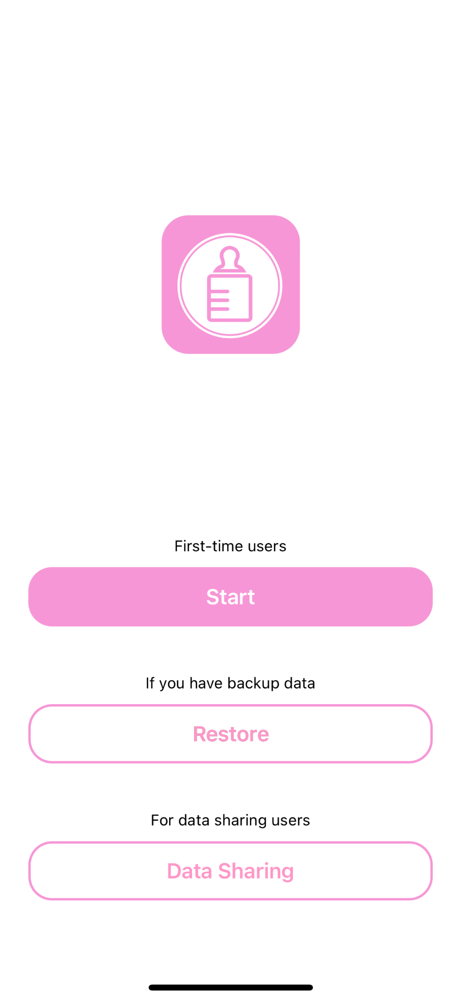 First-time users
Start
If you have backup data
Restore
For data sharing users
Data Sharing